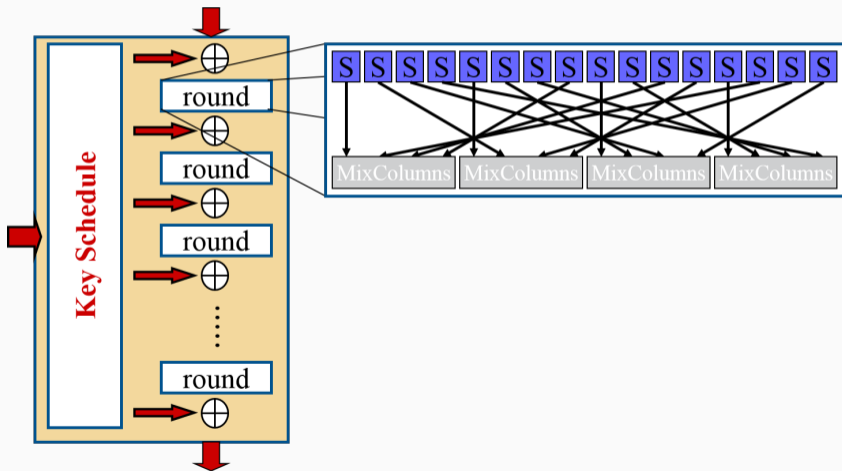 Key Schedule
round
round
round
......
round
S S S S S S S S S S S S S S S S
MixColumns MixColumns MixColumns MixColumns